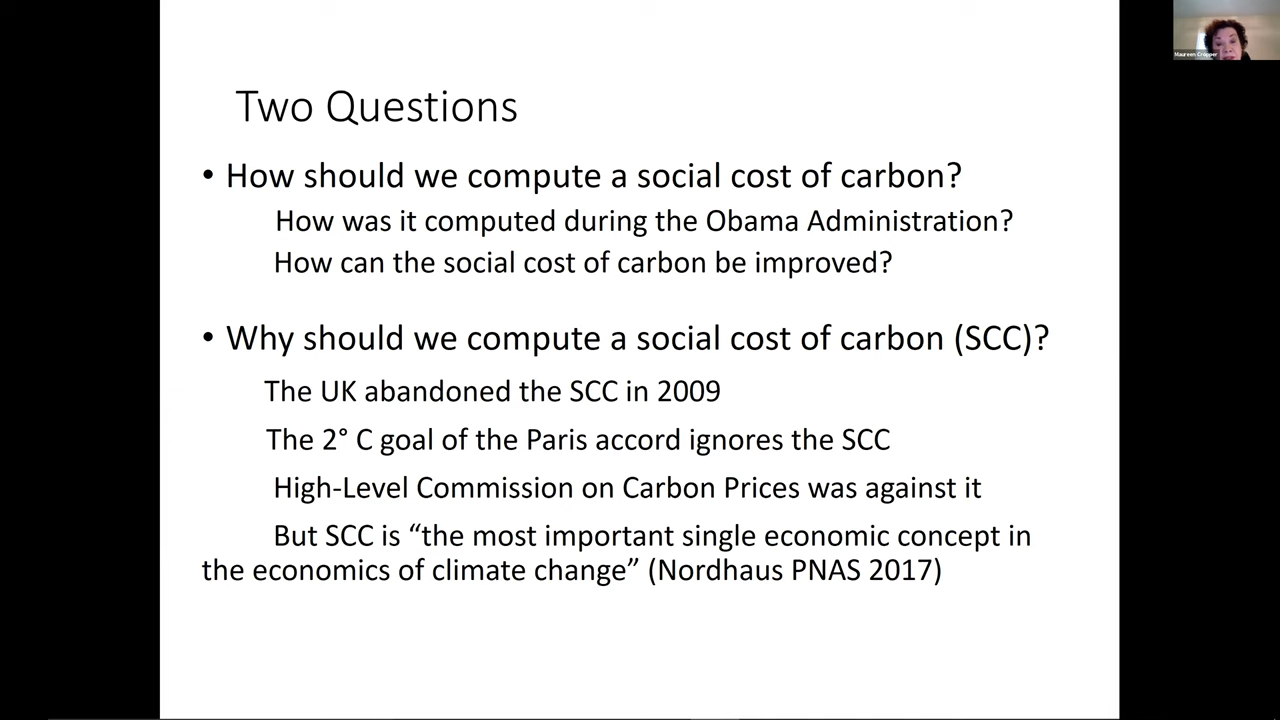 Maureen Cropper
Two Questions
• How should we compute a social cost of carbon?
How was it computed during the Obama Administration?
How can the social cost of carbon be improved?
• Why should we compute a social cost of carbon (SCC)?
The UK abandoned the SCC in 2009
The 2° C goal of the Paris accord ignores the SCC
High-Level Commission on Carbon Prices was against it
But SCC is “the most important single economic concept in
the economics of climate change” (Nordhaus PNAS 2017)